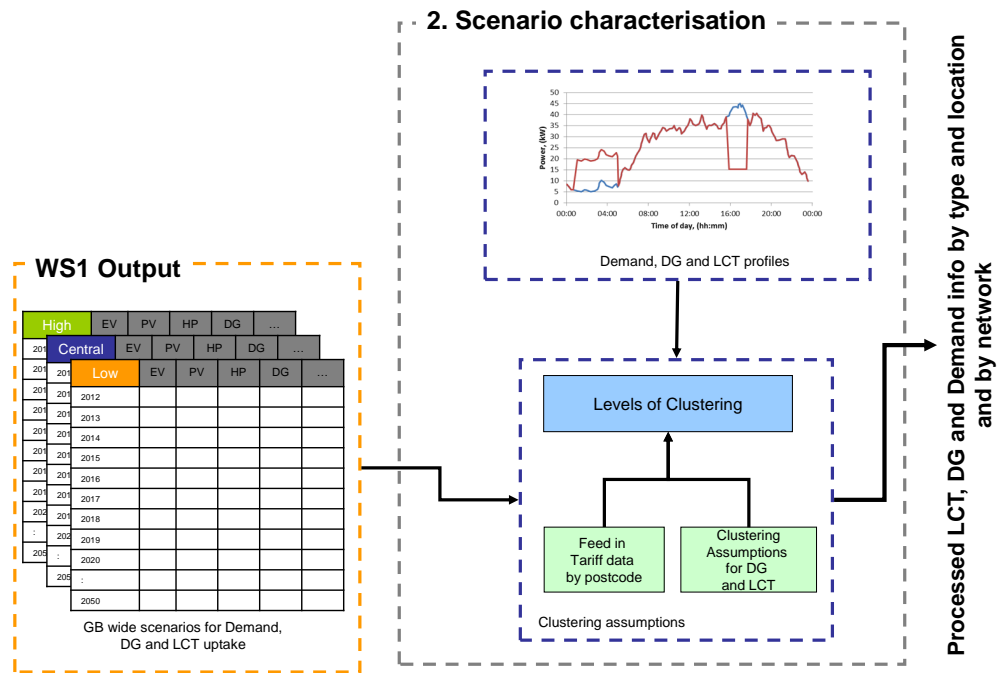 2. Scenario characterisation
50
45
40
35
30
25
20
15
10
5
0
Power, (kW)
00:00 04:00 08:00 12:00 16:00 20:00 00:00
Time of day, (hh:mm)
Demand, DG and LCT profiles
WS1 Output
High EV PV HP DG ...
Central EV PV HP DG ...
Low EV PV HP DG ...
2012
2013
2014
2015
2016
2017
2018
2019
2020
:
2050
GB wide scenarios for Demand,
DG and LCT uptake
Levels of Clustering
Feed in
Tariff data
by postcode
Clustering
Assumptions
for DG
and LCT
Clustering assumptions
Processed LCT, DG and Demand info by type and location
and by network